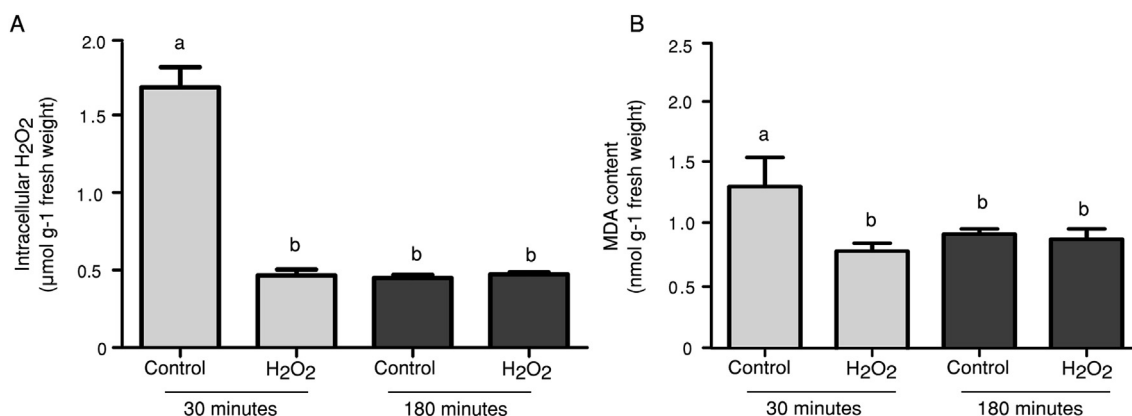 A
Intracellular H2O2
(µmol g-1 fresh weight)
2.0
1.5
1.0
0.5
0
a
b
b
b
Control
H2O2
Control
H2O2
30 minutes
180 minutes
B
MDA content
(nmol g-1 fresh weight)
2.5
2.0
1.5
1.0
0.5
0
a
b
b
b
Control
H2O2
Control
H2O2
30 minutes
180 minutes